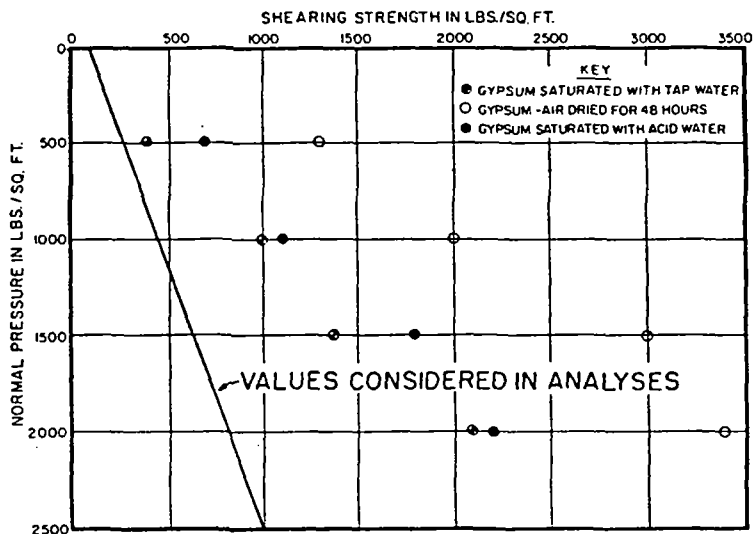 SHEARING STRENGTH IN LBS./SQ. FT.
0 500 1000 1500 2000 2500 3000 3500
KEY
GYPSUM SATURATED WITH TAP WATER
GYPSUM -AIR DRIED FOR 48 HOURS
GYPSUM SATURATED WITH ACID WATER
NORMAL PRESSURE IN LBS./ SQ. FT.
0
500
1000
1500
2000
2500
VALUES CONSIDERED IN ANALYSES